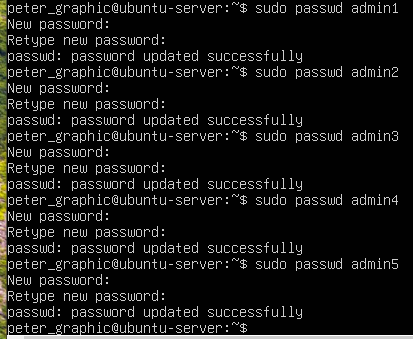 peter_graphic@ubuntu-server:~$ sudo passwd admin1
New password:
Retype new password:
passwd: password updated successfully
peter_graphic@ubuntu-server:~$ sudo passwd admin2
New password:
Retype new password:
passwd: password updated successfully
peter_graphic@ubuntu-server:~$ sudo passwd admin3
New password:
Retype new password:
passwd: password updated successfully
peter_graphic@ubuntu-server:~$ sudo passwd admin4
New password:
Retype new password:
passwd: password updated successfully
peter_graphic@ubuntu-server:~$ sudo passwd admin5
New password:
Retype new password:
passwd: password updated successfully
peter_graphic@ubuntu-server:~$